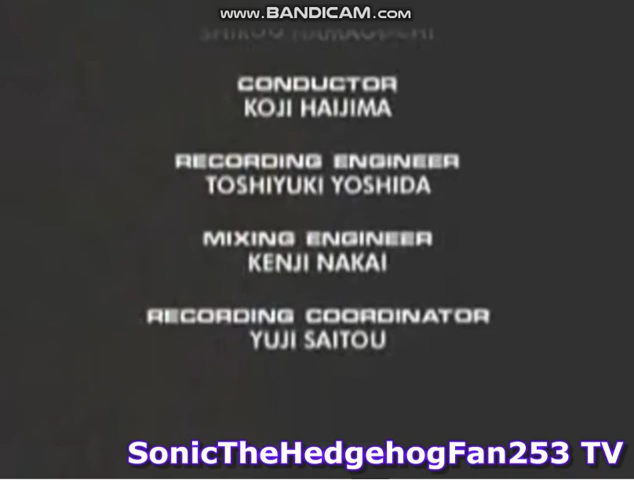 www.BANDICAM.com
CONDUCTOR
KOJI HAIJIMA
RECORDING ENGINEER
TOSHIYUKI YOSHIDA
MIXING ENGINEER
KENJI NAKAI
RECORDING COORDINATOR
YUJI SAITOU
SonicTheHedgehogFan253 TV